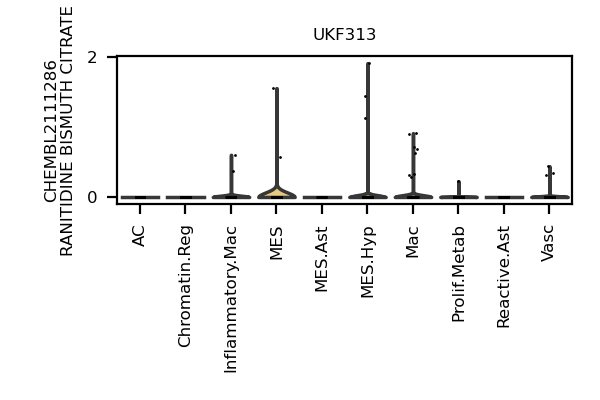 UKF313
CHEMBL2111286
RANITIDINE BISMUTH CITRATE
2
0
AC
Chromatin.Reg
Inflammatory.Mac
MES
MES.Ast
MES.Hyp
Mac
Prolif.Metab
Reactive.Ast
Vasc